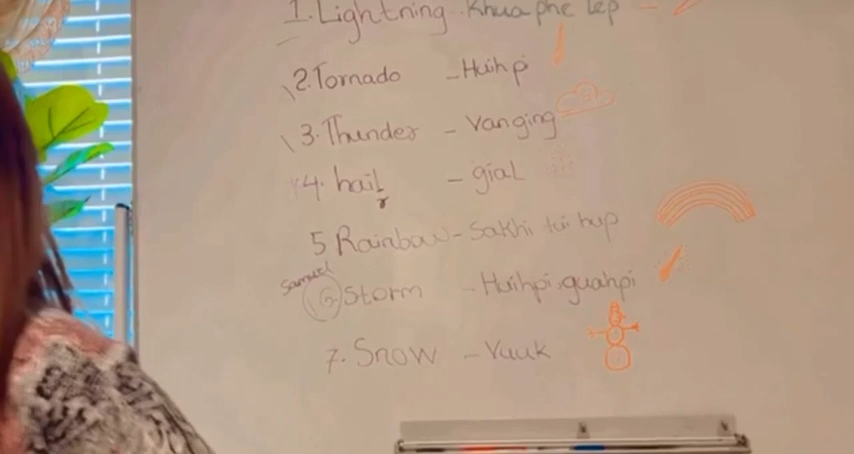 1. Lightning - Khua phe lep -
2. Tornado - Huihpi
3. Thunder - Vanging
4. hail - gial
5 Rainbow - Sakhi tui hup
Samuel
6. Storm - Huihpi, guahpi
7. Snow - Vuuk